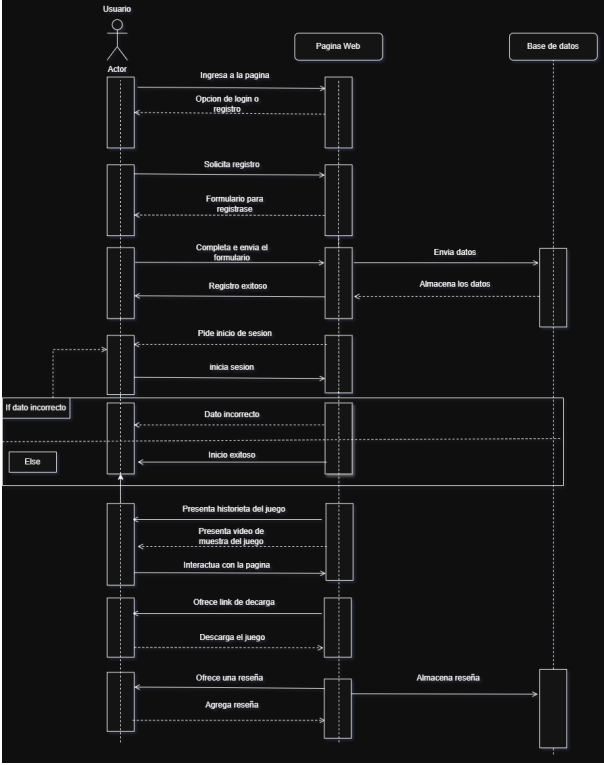 Usuario
Actor
Pagina Web
Base de datos
Ingresa a la pagina
Opcion de login o
registro
Solicita registro
Formulario para
registrase
Completa e envia el
formulario
Envia datos
Registro exitoso
Almacena los datos
Pide inicio de sesion
inicia sesion
If dato incorrecto
Dato incorrecto
Else
Inicio exitoso
Presenta historieta del juego
Presenta video de
muestra del juego
Interactua con la pagina
Ofrece link de decarga
Descarga el juego
Ofrece una reseña
Almacena reseña
Agrega reseña